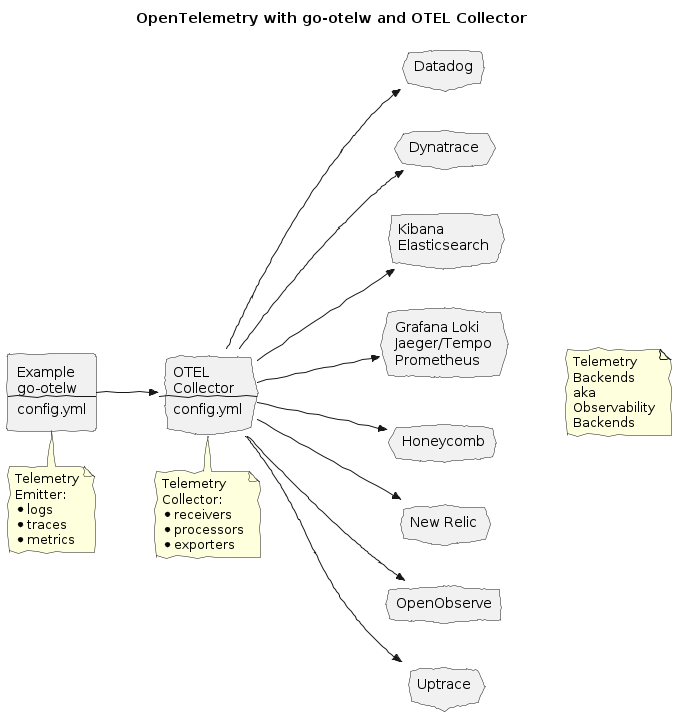 OpenTelemetry with go-otelw and OTEL Collector
Example
go-otelw
config.yml
Telemetry
Emitter:
• logs
• traces
• metrics
OTEL
Collector
config.yml
Telemetry
Collector:
• receivers
• processors
• exporters
Datadog
Dynatrace
Kibana
Elasticsearch
Grafana Loki
Jaeger/Tempo
Prometheus
Honeycomb
New Relic
OpenObserve
Uptrace
Telemetry
Backends
aka
Observability
Backends